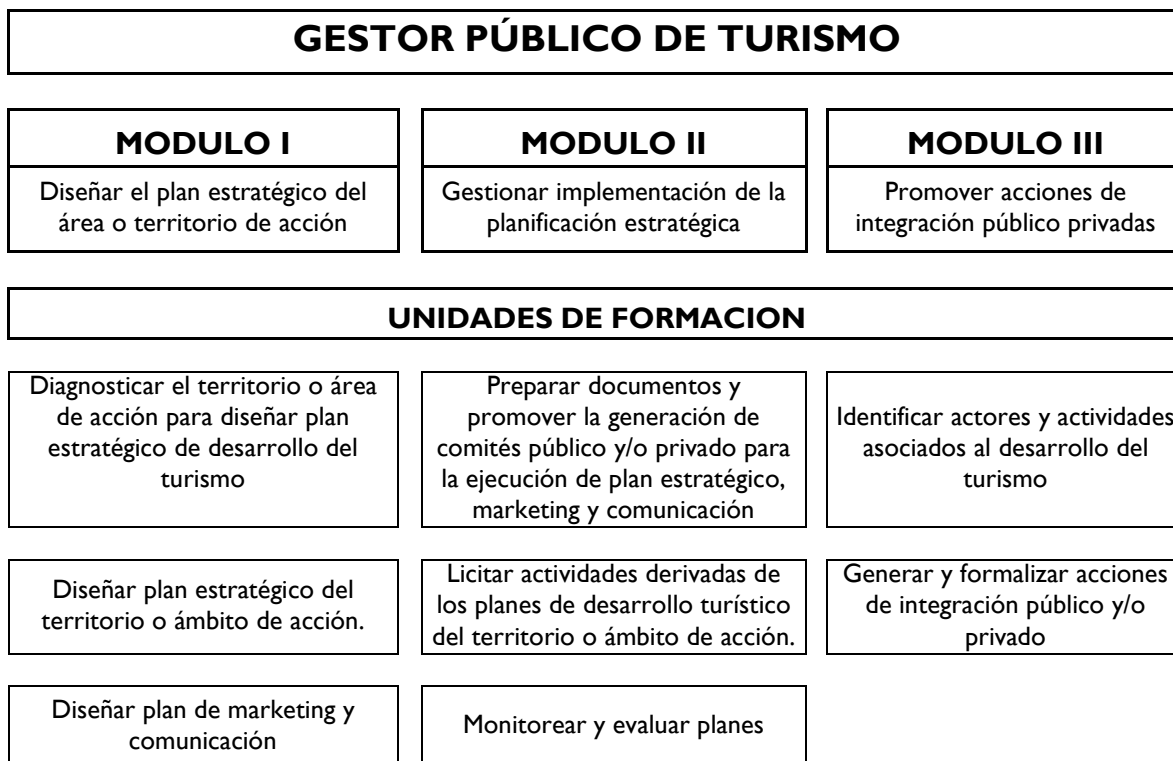 GESTOR PÚBLICO DE TURISMO
MODULO I
Diseñar el plan estratégico del
área o territorio de acción
MODULO II
Gestionar implementación de la
planificación estratégica
MODULO III
Promover acciones de
integración público privadas
UNIDADES DE FORMACION
Diagnosticar el territorio o área
de acción para diseñar plan
estratégico de desarrollo del
turismo
Preparar documentos y
promover la generación de
comités público y/o privado para
la ejecución de plan estratégico,
marketing y comunicación
Identificar actores y actividades
asociados al desarrollo del
turismo
Diseñar plan estratégico del
territorio o ámbito de acción.
Licitar actividades derivadas de
los planes de desarrollo turístico
del territorio o ámbito de acción.
Generar y formalizar acciones
de integración público y/o
privado
Diseñar plan de marketing y
comunicación
Monitorear y evaluar planes